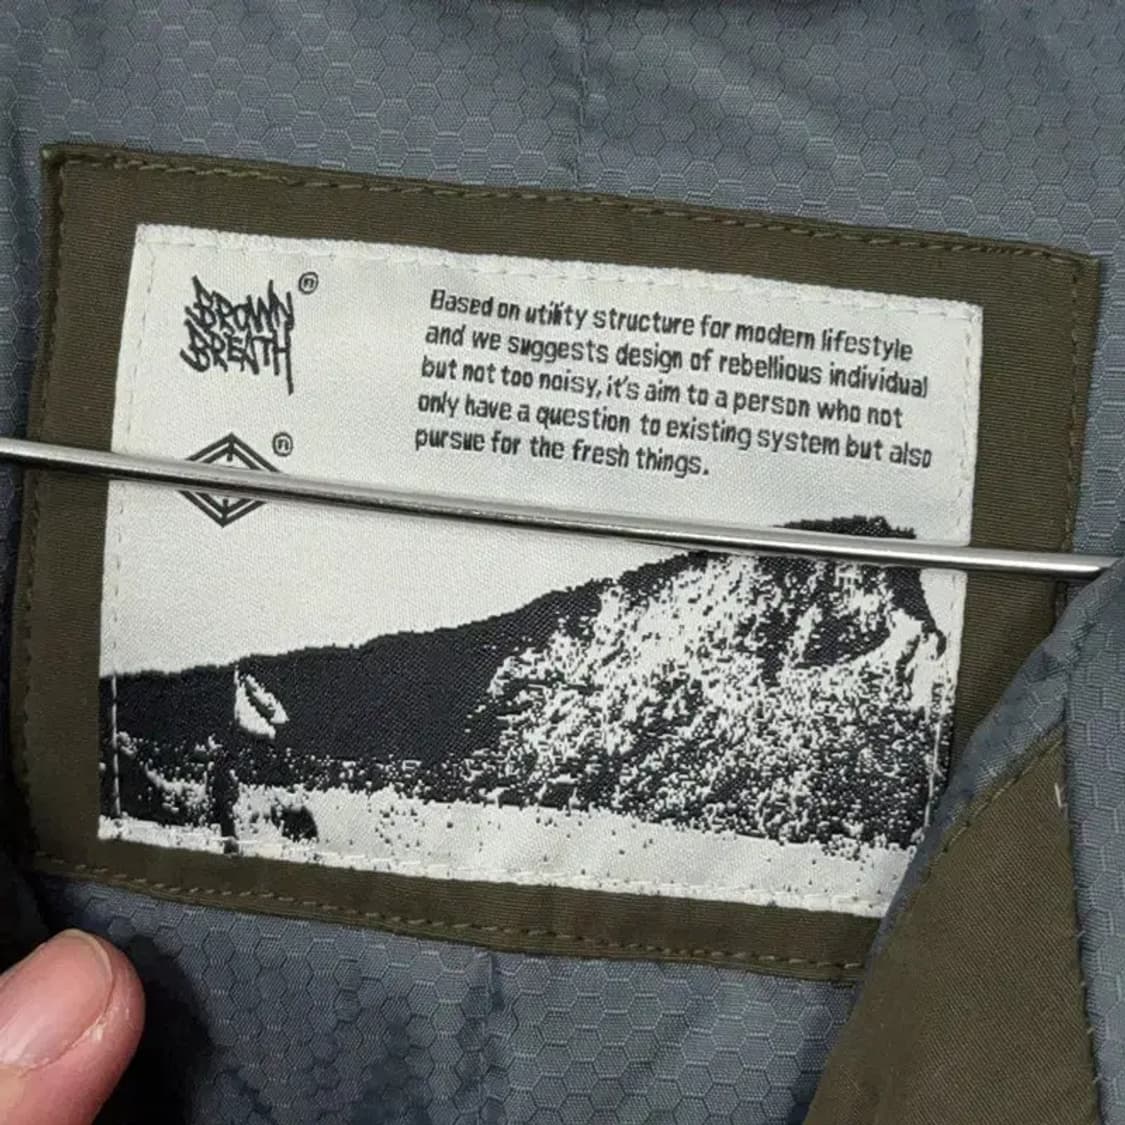 BROWN
BREATH
®
Based on utility structure for modern lifestyle
and we suggests design of rebellious individual
but not too noisy, it's aim to a person who not
only have a question to existing system but also
pursue for the fresh things.
®